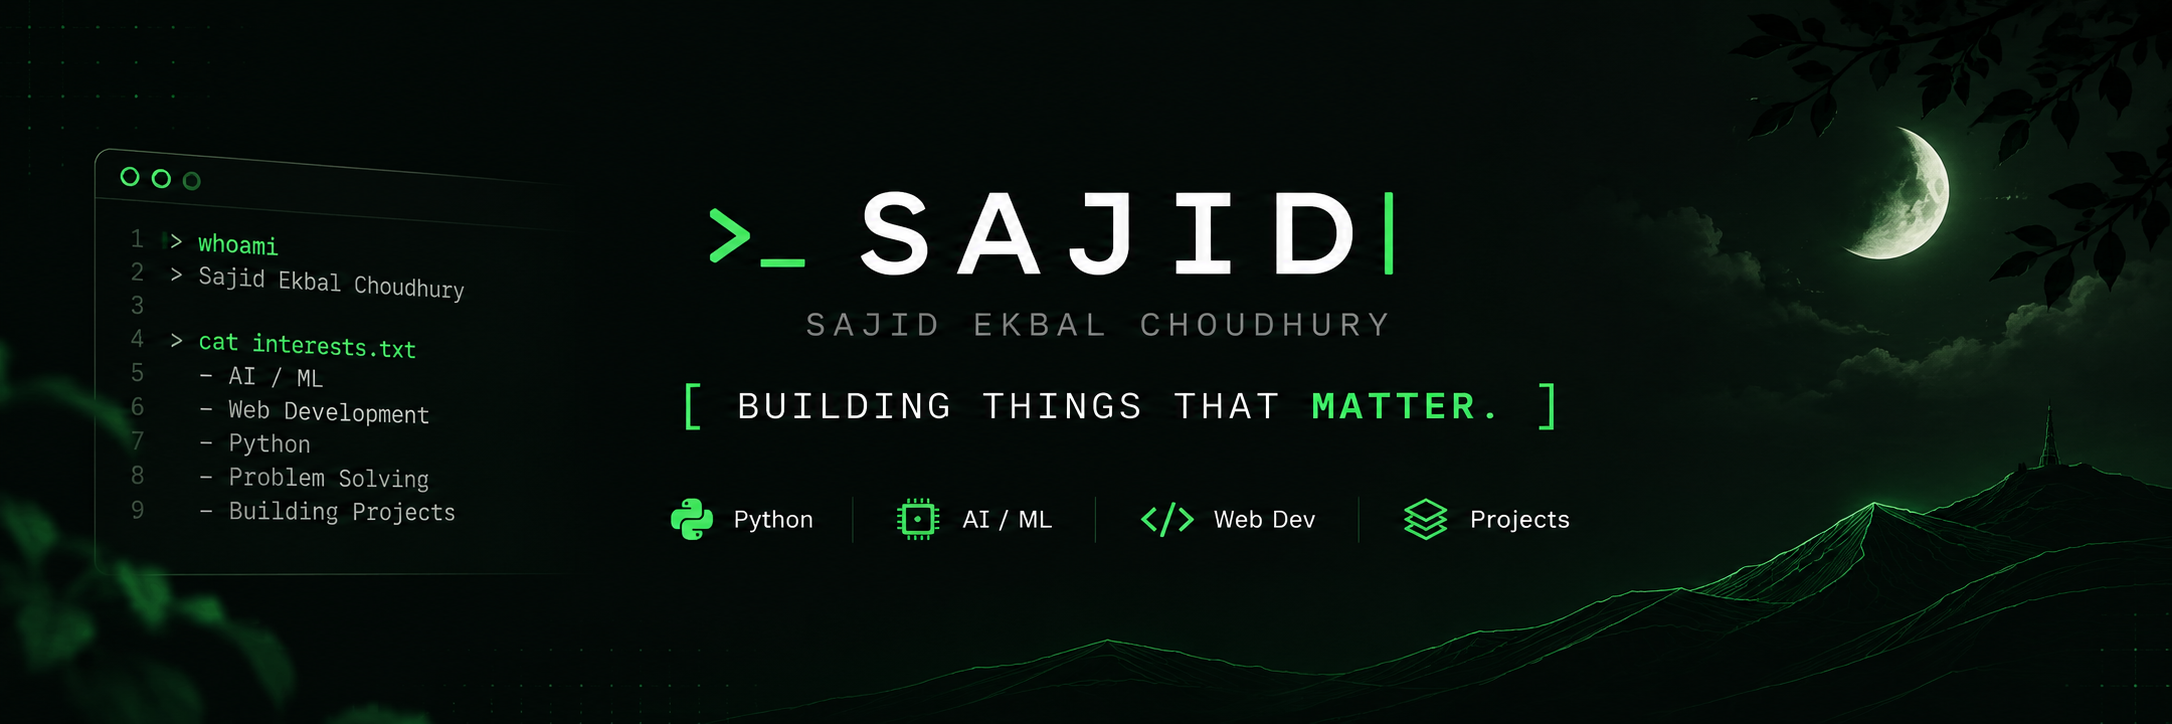 1 > whoami
2 > Sajid Ekbal Choudhury
3
4 > cat interests.txt
5 – AI / ML
6 – Web Development
7 – Python
8 – Problem Solving
9 – Building Projects
>_ SAJID|
SAJID EKBAL CHOUDHURY
[ BUILDING THINGS THAT MATTER. ]
Python
AI / ML
</> Web Dev
Projects